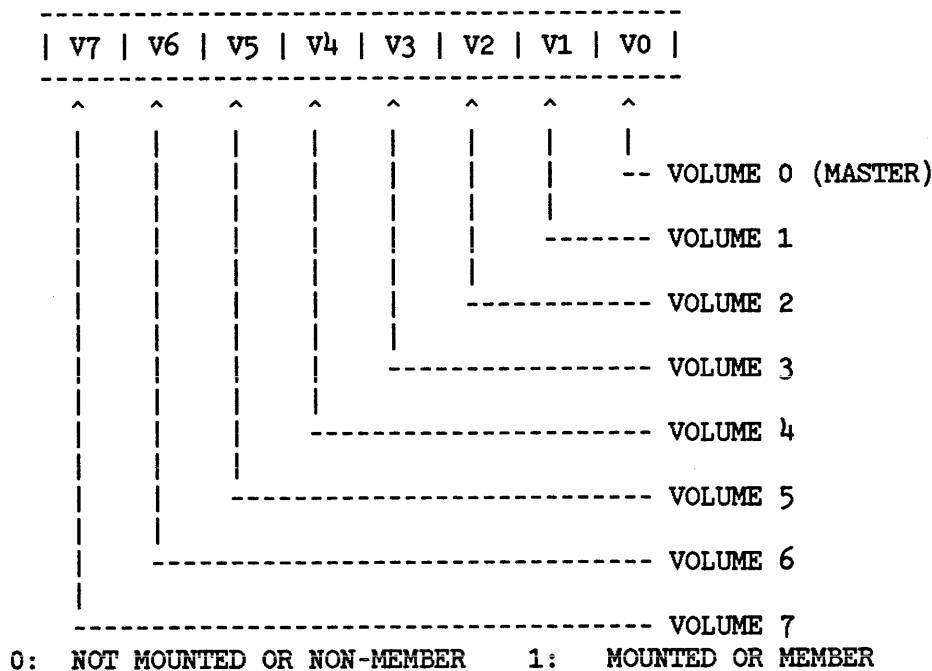 | V7 | V6 | V5 | V4 | V3 | V2 | V1 | V0 |
VOLUME 0 (MASTER)
VOLUME 1
VOLUME 2
VOLUME 3
VOLUME 4
VOLUME 5
VOLUME 6
VOLUME 7
0: NOT MOUNTED OR NON-MEMBER 1: MOUNTED OR MEMBER